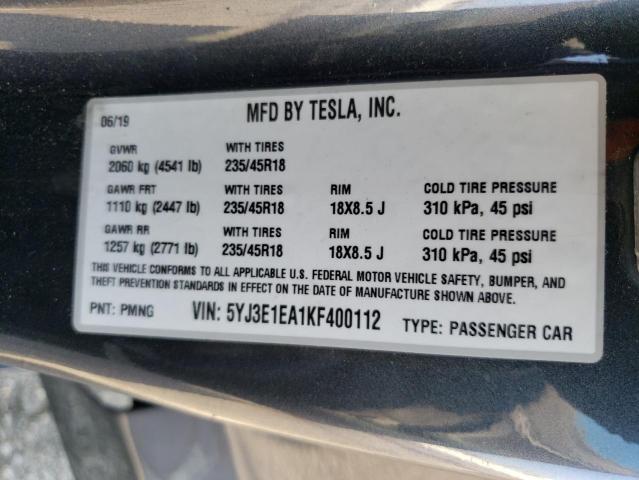 06/19 MFD BY TESLA, INC.
GVWR WITH TIRES
2060 kg (4541 lb) 235/45R18
GAWR FRT WITH TIRES RIM COLD TIRE PRESSURE
1110 kg (2447 lb) 235/45R18 18X8.5 J 310 kPa, 45 psi
GAWR RR WITH TIRES RIM COLD TIRE PRESSURE
1257 kg (2771 lb) 235/45R18 18X8.5 J 310 kPa, 45 psi
THIS VEHICLE CONFORMS TO ALL APPLICABLE U.S. FEDERAL MOTOR VEHICLE SAFETY, BUMPER, AND
THEFT PREVENTION STANDARDS IN EFFECT ON THE DATE OF MANUFACTURE SHOWN ABOVE.
PNT: PMNG VIN: 5YJ3E1EA1KF400112 TYPE: PASSENGER CAR